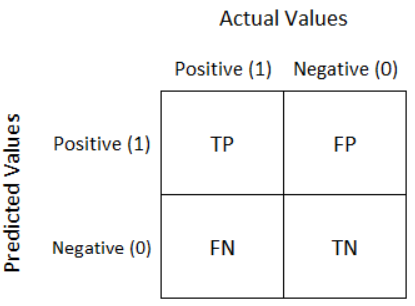 Actual Values
Positive (1) Negative (0)
Predicted Values
Positive (1) TP FP
Negative (0) FN TN